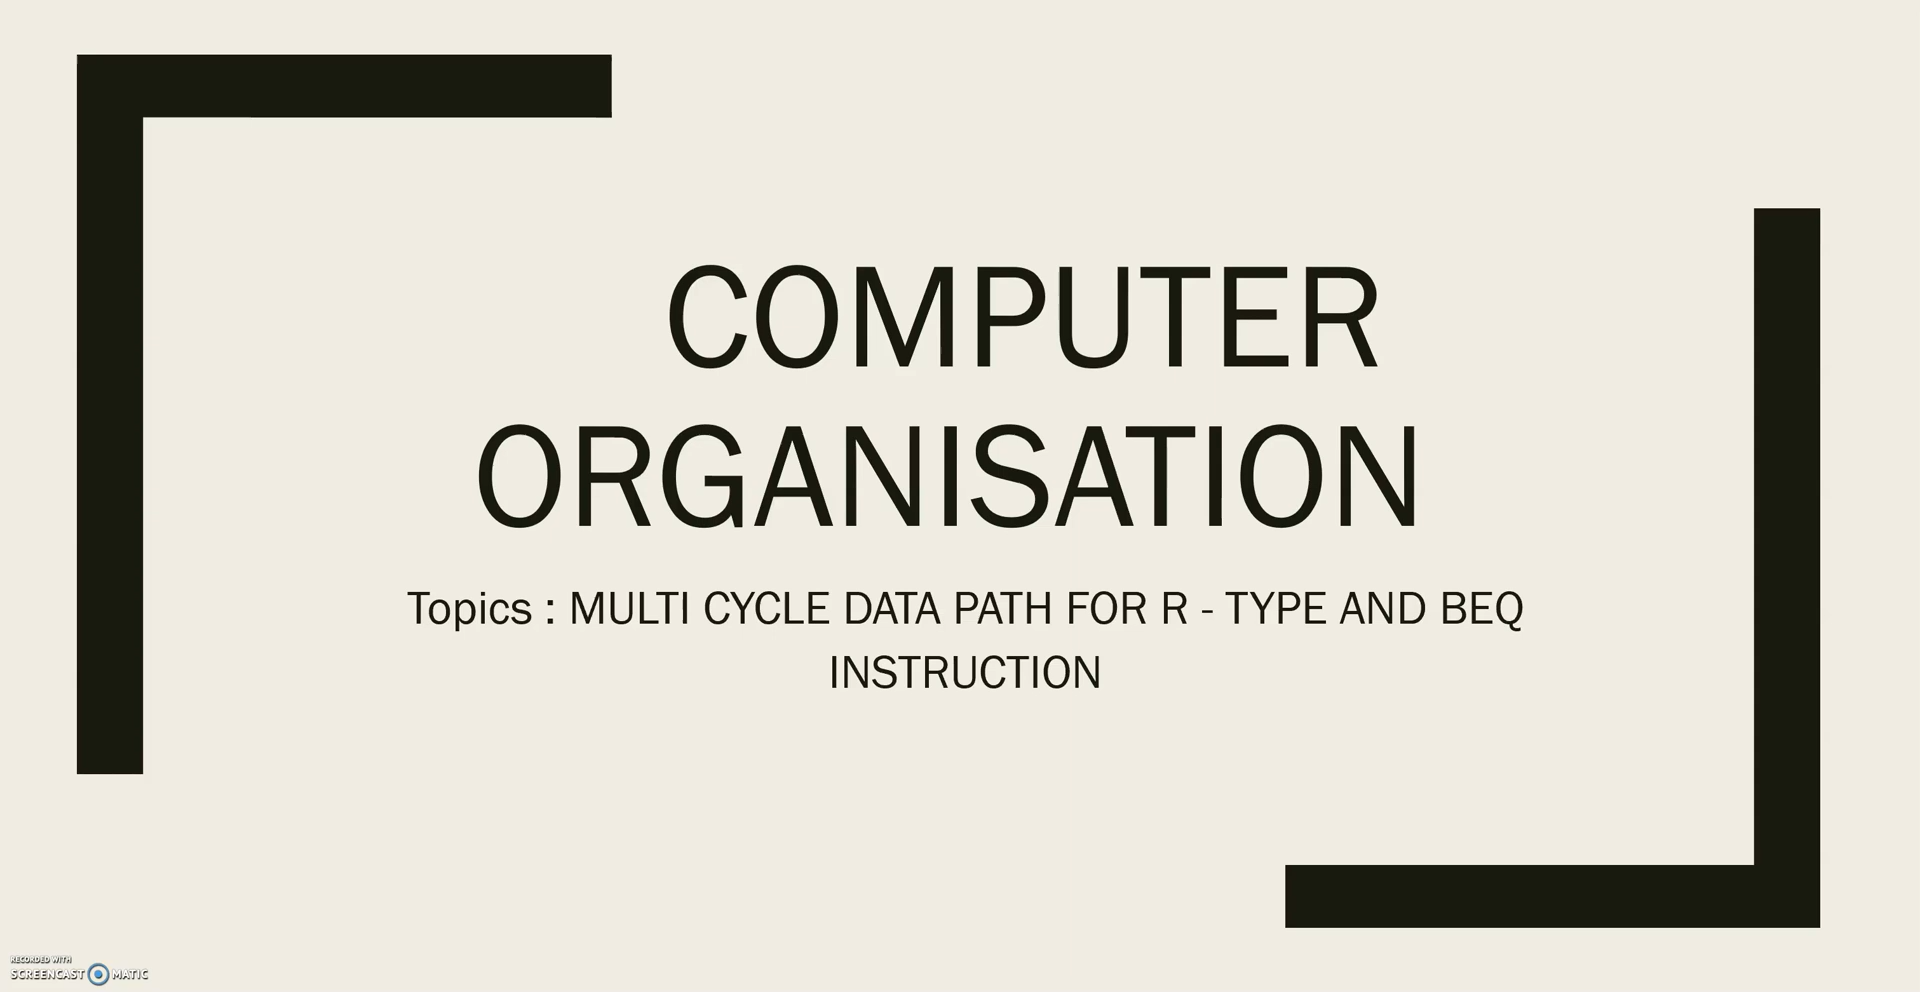 COMPUTER
ORGANISATION
Topics : MULTI CYCLE DATA PATH FOR R - TYPE AND BEQ
INSTRUCTION
RECORDED WITH
SCREENCAST MATIC